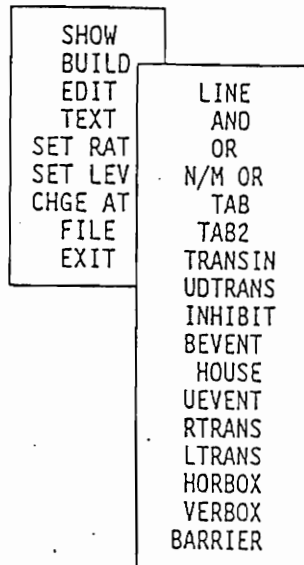 SHOW
BUILD
EDIT
TEXT
SET RAT
SET LEV
CHGE AT
FILE
EXIT
LINE
AND
OR
N/M OR
TAB
TAB2
TRANSIN
UDTRANS
INHIBIT
BEVENT
HOUSE
UEVENT
RTRANS
LTRANS
HORBOX
VERBOX
BARRIER